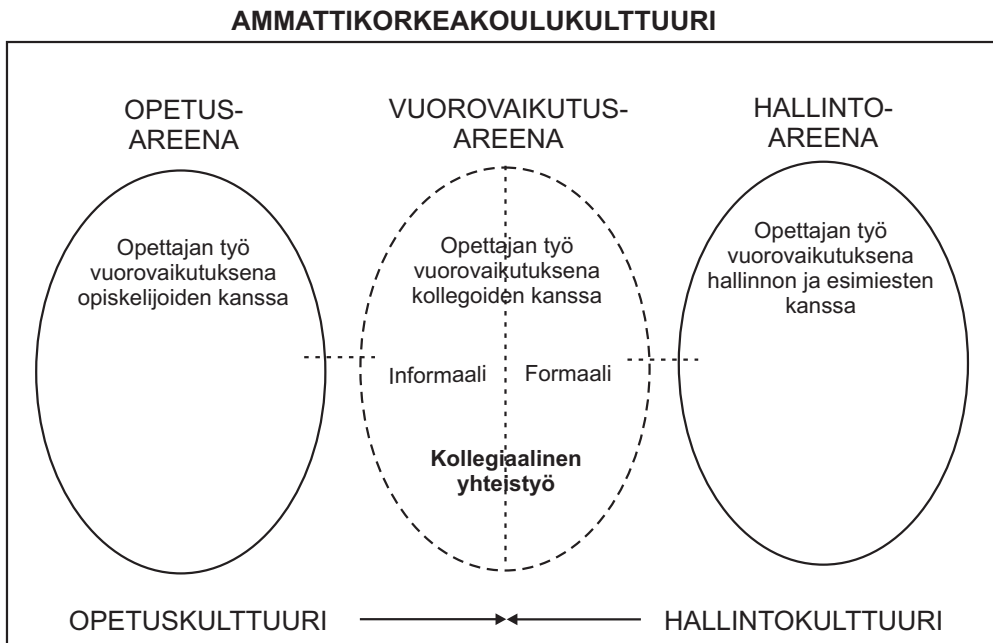 AMMATTIKORKEAKOULUKULTTUURI
OPETUS-
AREENA
Opettajan työ
vuorovaikutuksena
opiskelijoiden kanssa
VUOROVAIKUTUS-
AREENA
Opettajan työ
vuorovaikutuksena
kollegoiden kanssa
Informaali
Formaali
Kollegiaalinen
yhteistyö
HALLINTO-
AREENA
Opettajan työ
vuorovaikutuksena
hallinnon ja esimiesten
kanssa
OPETUSKULTTUURI
HALLINTOKULTTUURI